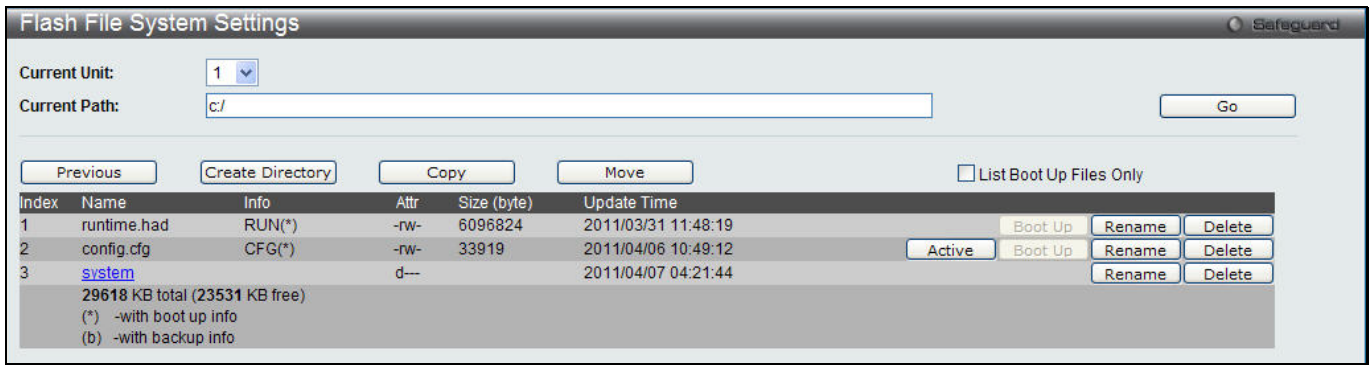 Flash File System Settings Safeguard
Current Unit: 1
Current Path: c:/ Go
Previous Create Directory Copy Move List Boot Up Files Only
Index Name Info Attr Size (byte) Update Time
1 runtime.had RUN(*) -rw- 6096824 2011/03/31 11:48:19 Boot Up Rename Delete
2 config.cfg CFG(*) -rw- 33919 2011/04/06 10:49:12 Active Boot Up Rename Delete
3 system d--- 2011/04/07 04:21:44 Rename Delete
29618 KB total (23531 KB free)
(*) -with boot up info
(b) -with backup info